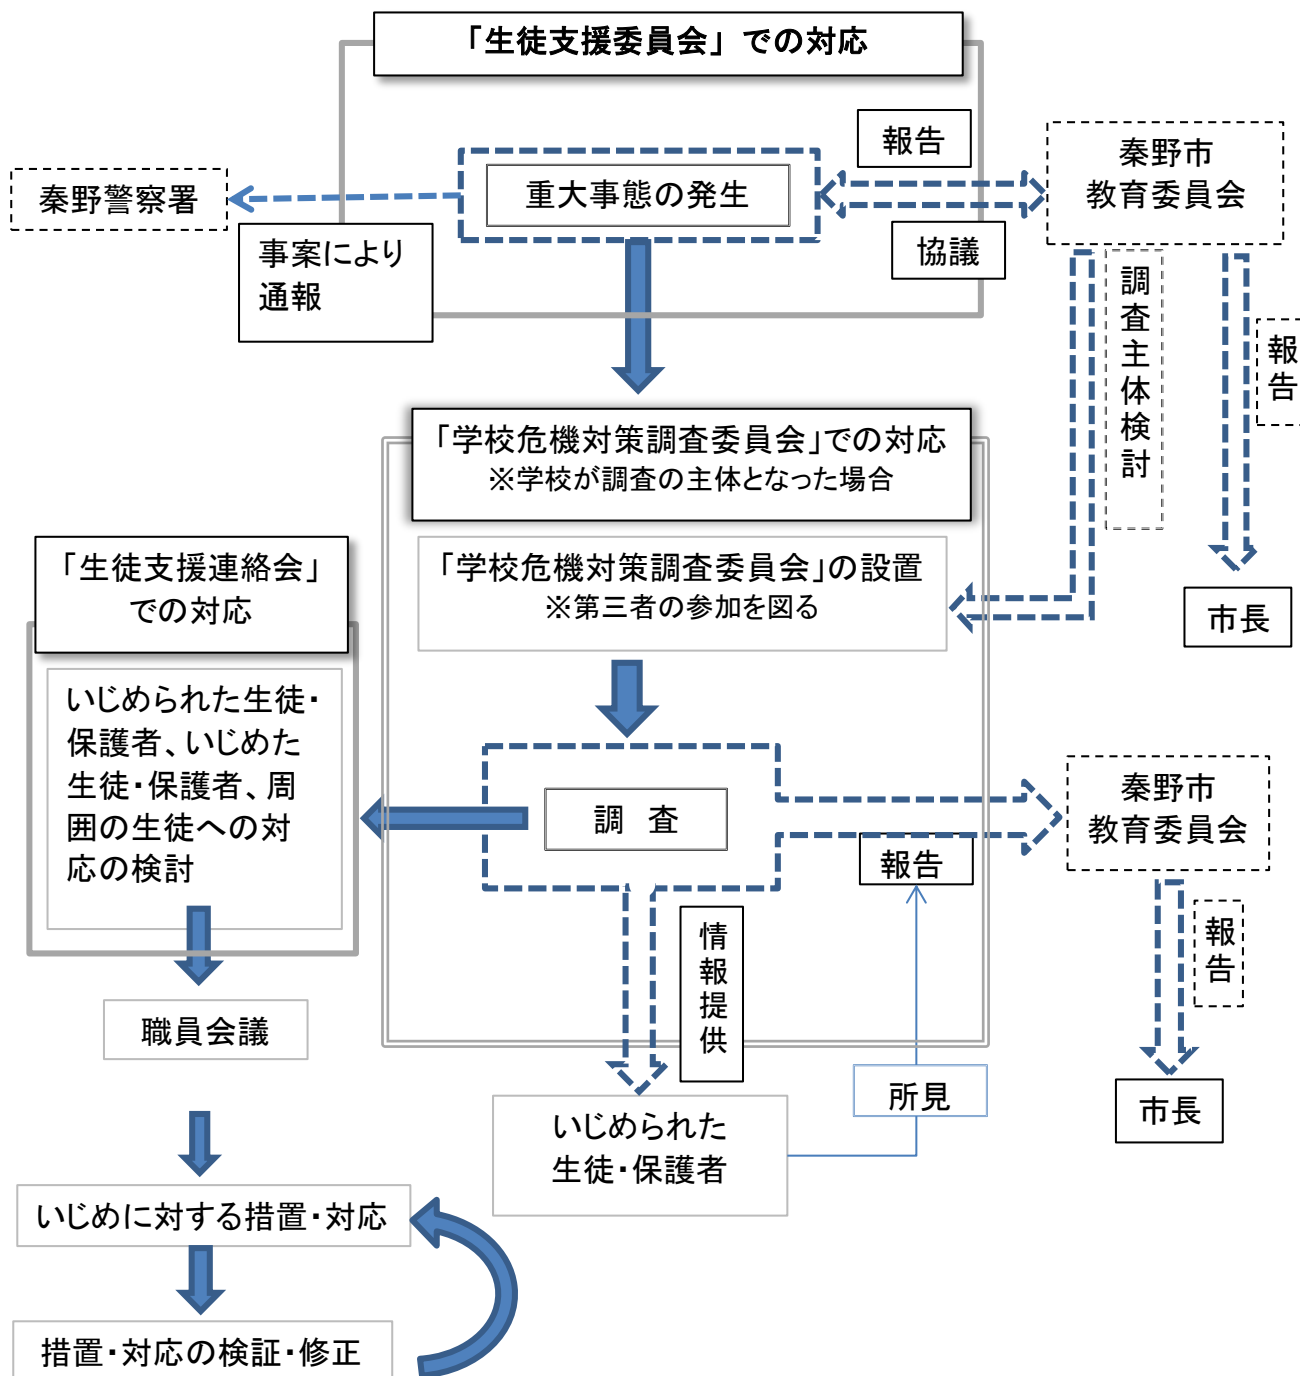 「生徒支援委員会」での対応
報告
秦野市
教育委員会
秦野警察署
重大事態の発生
協議
事案により
通報
調査主体検討
報告
「学校危機対策調査委員会」での対応
※学校が調査の主体となった場合
「生徒支援連絡会」
での対応
「学校危機対策調査委員会」の設置
※第三者の参加を図る
市長
いじめられた生徒・
保護者、いじめた
生徒・保護者、周
囲の生徒への対
応の検討
調 査
秦野市
教育委員会
報告
情報提供
報告
職員会議
所見
市長
いじめられた
生徒・保護者
いじめに対する措置・対応
措置・対応の検証・修正